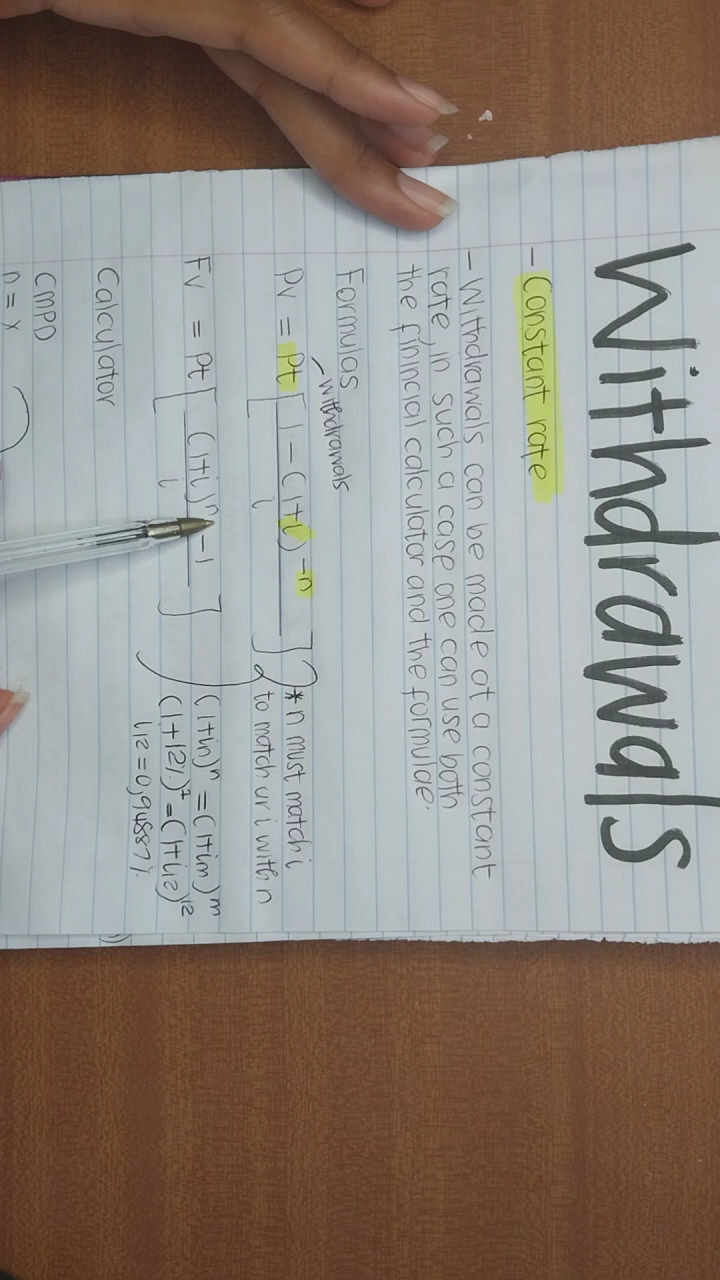 Withdrawals
- Constant rate
- Withdrawals can be made at a constant
rate, in such a case one can use both
the finincial calculator and the formulae.
Formulas
withdrawals
Pv = Pt [ 1 - (1+i)^-n / i ]
*n must match i
to match ur i with n
Fv = Pt [ (1+i)^n - 1 / i ]
(1+in)^n = (1+im)^m
(1+12%)^1 = (1+i12)^12
i12 = 0,94887%
Calculator
CMPD
n = x